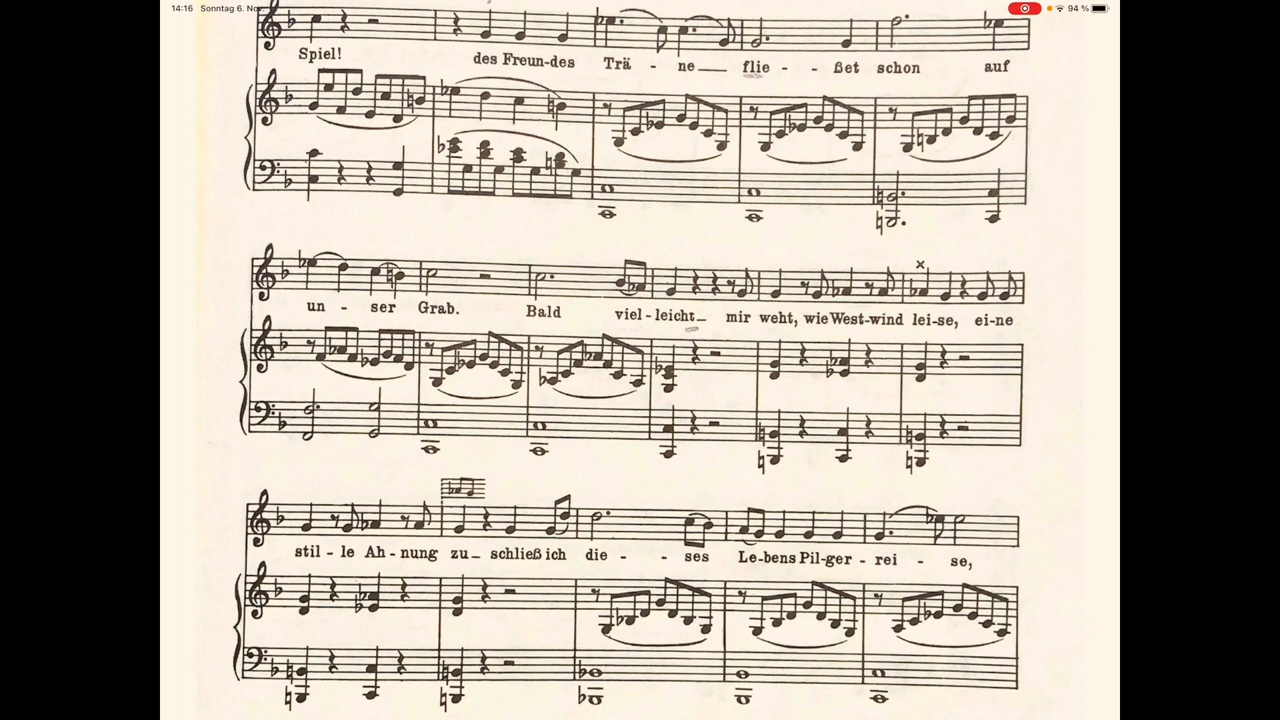 14:16 Sonntag 6. Nov.
94 %
Spiel! des Freun-des Trä - ne flie - - ßet schon auf
un - ser Grab. Bald viel-leicht mir weht, wie West-wind lei-se, ei-ne
stil - le Ah - nung zu schließ ich die - - ses Le-bens Pil-ger - rei - se,